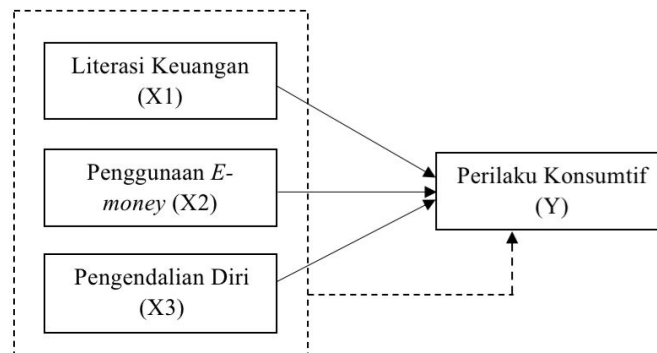 Literasi Keuangan
(X1)
Penggunaan E-
money (X2)
Pengendalian Diri
(X3)
Perilaku Konsumtif
(Y)